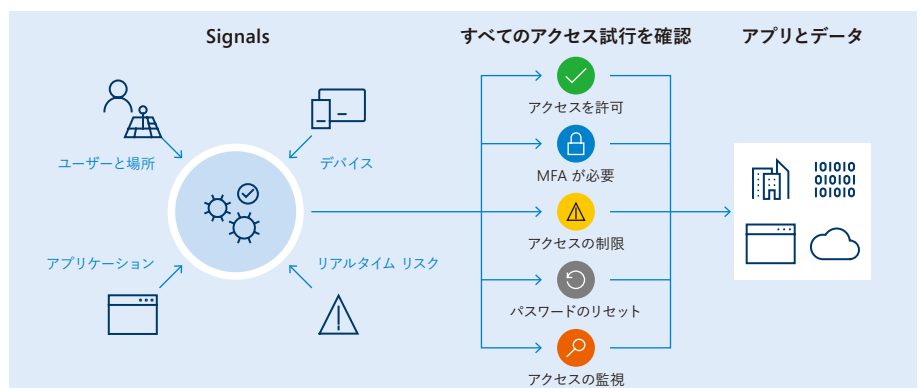 Signals
すべてのアクセス試行を確認
アプリとデータ
ユーザーと場所
デバイス
アプリケーション
リアルタイム リスク
アクセスを許可
MFA が必要
アクセスの制限
パスワードのリセット
アクセスの監視
101010
010101
101010